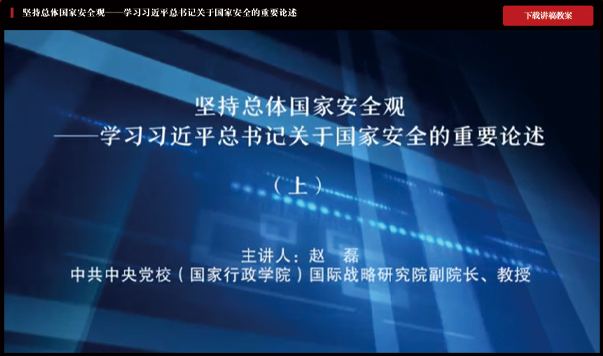 坚持总体国家安全观——学习习近平总书记关于国家安全的重要论述
下载讲稿教案
坚持总体国家安全观
——学习习近平总书记关于国家安全的重要论述
（上）
主讲人：赵 磊
中共中央党校（国家行政学院）国际战略研究院副院长、教授